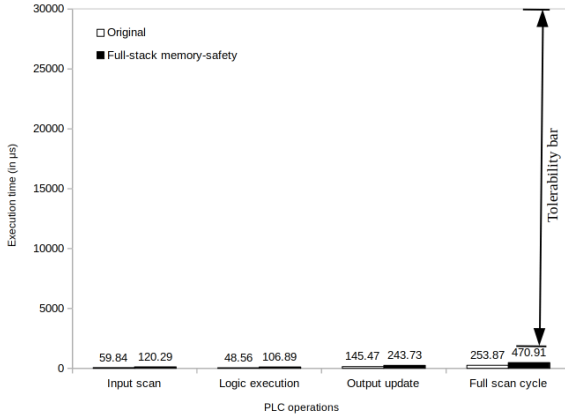 30000
Original
Full-stack memory-safety
25000
20000
15000
10000
5000
0
Execution time (in μs)
Tolerability bar
59.84 120.29 48.56 106.89 145.47 243.73 253.87 470.91
Input scan Logic execution Output update Full scan cycle
PLC operations